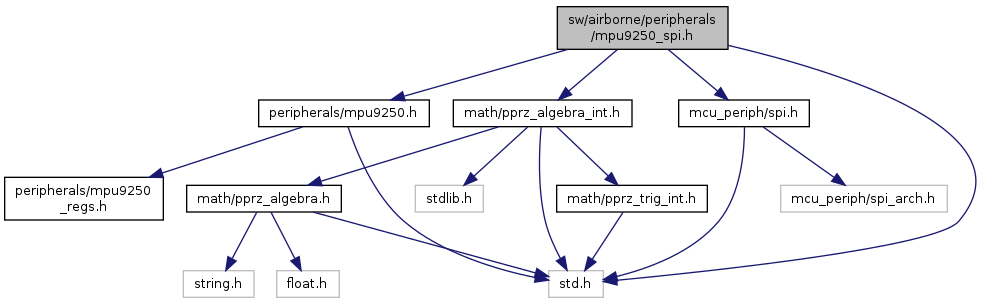 sw/airborne/peripherals
/mpu9250_spi.h
peripherals/mpu9250.h
math/pprz_algebra_int.h
mcu_periph/spi.h
peripherals/mpu9250
_regs.h
math/pprz_algebra.h
stdlib.h
math/pprz_trig_int.h
mcu_periph/spi_arch.h
string.h
float.h
std.h